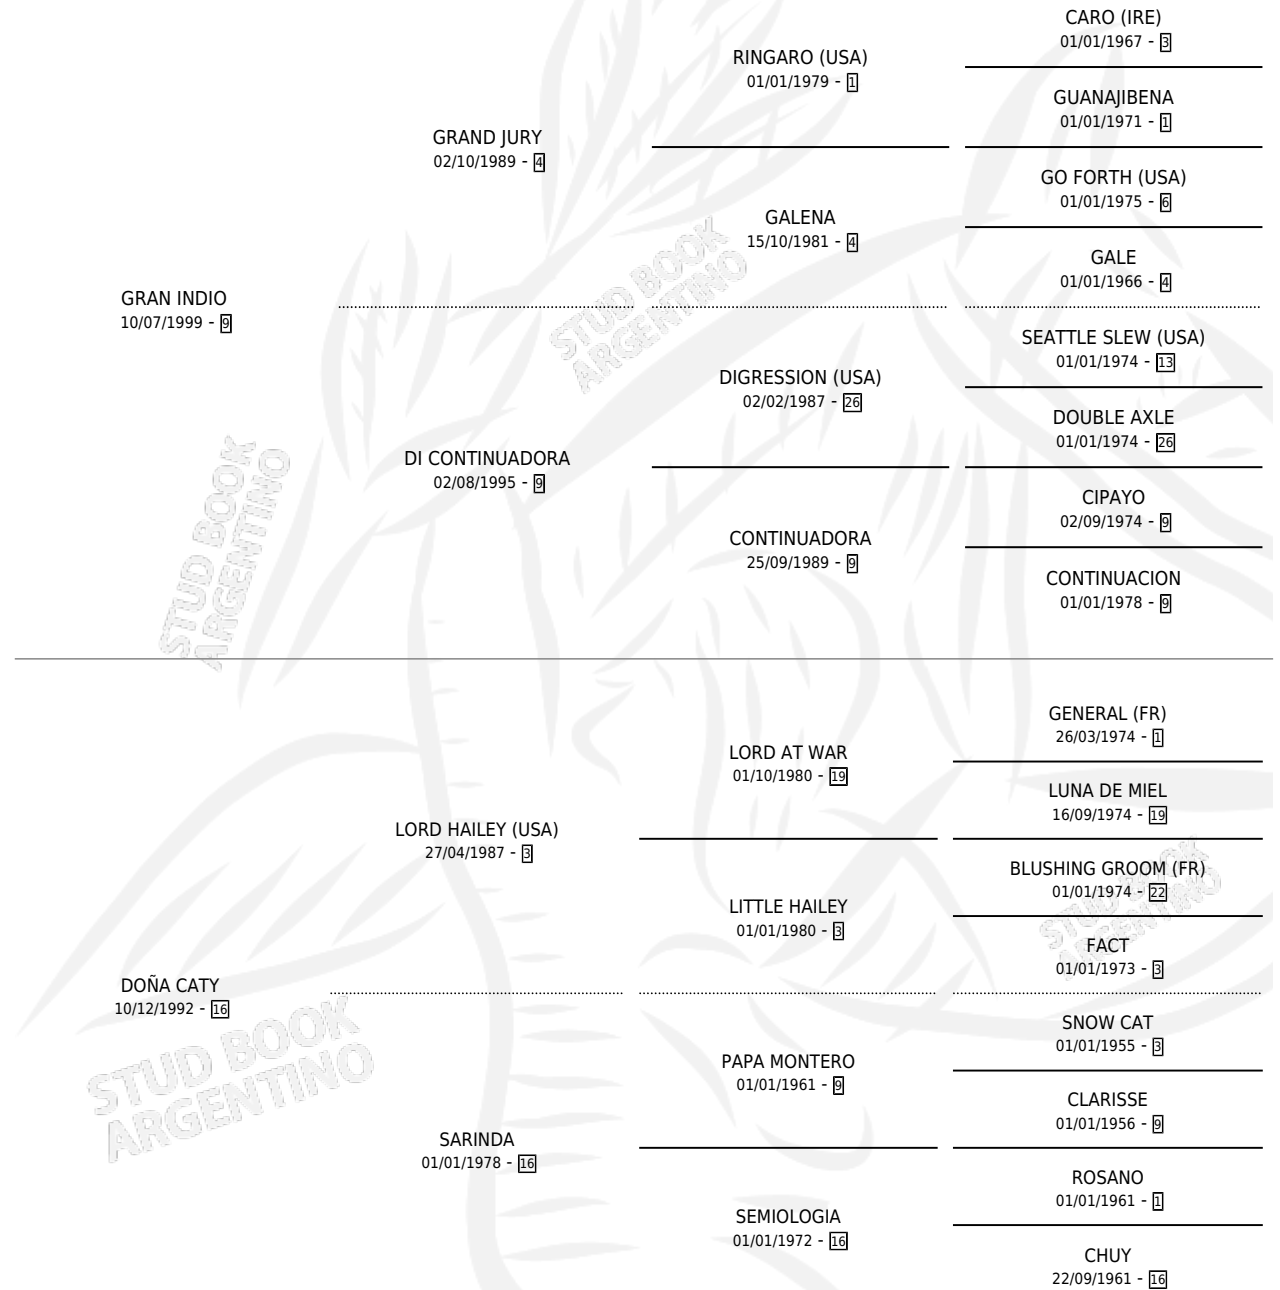 CARO (IRE)
01/01/1967 - 3
RINGARO (USA)
01/01/1979 - 1
GUANAJIBENA
01/01/1971 - 1
GRAND JURY
02/10/1989 - 4
GO FORTH (USA)
01/01/1975 - 6
GALENA
15/10/1981 - 4
GALE
01/01/1966 - 4
GRAN INDIO
10/07/1999 - 9
SEATTLE SLEW (USA)
01/01/1974 - 13
DIGRESSION (USA)
02/02/1987 - 26
DOUBLE AXLE
01/01/1974 - 26
DI CONTINUADORA
02/08/1995 - 9
CIPAYO
02/09/1974 - 9
CONTINUADORA
25/09/1989 - 9
CONTINUACION
01/01/1978 - 9
GENERAL (FR)
26/03/1974 - 1
LORD AT WAR
01/10/1980 - 19
LUNA DE MIEL
16/09/1974 - 19
LORD HAILEY (USA)
27/04/1987 - 3
BLUSHING GROOM (FR)
01/01/1974 - 22
LITTLE HAILEY
01/01/1980 - 3
FACT
01/01/1973 - 3
DOÑA CATY
10/12/1992 - 16
SNOW CAT
01/01/1955 - 3
PAPA MONTERO
01/01/1961 - 9
CLARISSE
01/01/1956 - 9
SARINDA
01/01/1978 - 16
ROSANO
01/01/1961 - 1
SEMIOLOGIA
01/01/1972 - 16
CHUY
22/09/1961 - 16
STUD BOOK
ARGENTINO
STUD BOOK
ARGENTINO
STUD BOOK
ARGENTINO
STUD BOOK
ARGENTINO